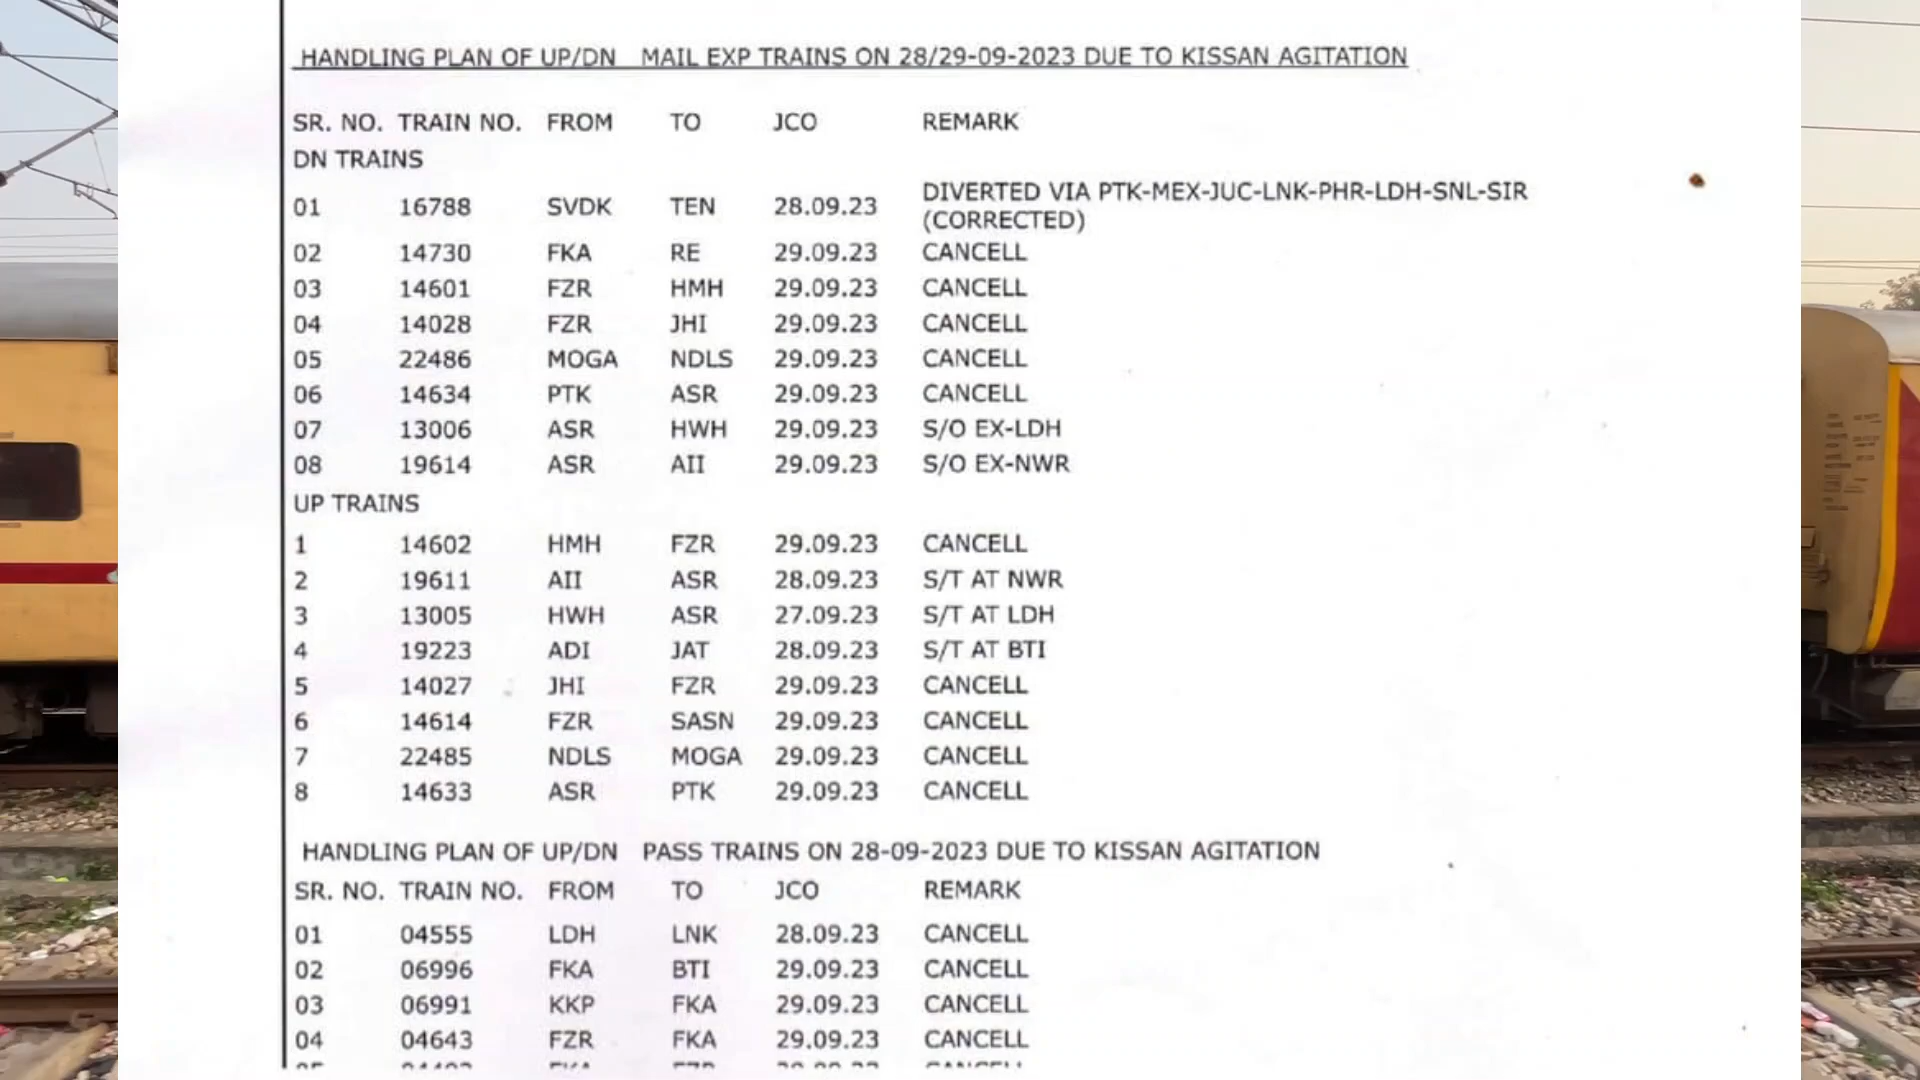 HANDLING PLAN OF UP/DN MAIL EXP TRAINS ON 28/29-09-2023 DUE TO KISSAN AGITATION
SR. NO. TRAIN NO. FROM TO JCO REMARK
DN TRAINS
01 16788 SVDK TEN 28.09.23 DIVERTED VIA PTK-MEX-JUC-LNK-PHR-LDH-SNL-SIR
(CORRECTED)
02 14730 FKA RE 29.09.23 CANCELL
03 14601 FZR HMH 29.09.23 CANCELL
04 14028 FZR JHI 29.09.23 CANCELL
05 22486 MOGA NDLS 29.09.23 CANCELL
06 14634 PTK ASR 29.09.23 CANCELL
07 13006 ASR HWH 29.09.23 S/O EX-LDH
08 19614 ASR AII 29.09.23 S/O EX-NWR
UP TRAINS
1 14602 HMH FZR 29.09.23 CANCELL
2 19611 AII ASR 28.09.23 S/T AT NWR
3 13005 HWH ASR 27.09.23 S/T AT LDH
4 19223 ADI JAT 28.09.23 S/T AT BTI
5 14027 JHI FZR 29.09.23 CANCELL
6 14614 FZR SASN 29.09.23 CANCELL
7 22485 NDLS MOGA 29.09.23 CANCELL
8 14633 ASR PTK 29.09.23 CANCELL
HANDLING PLAN OF UP/DN PASS TRAINS ON 28-09-2023 DUE TO KISSAN AGITATION
SR. NO. TRAIN NO. FROM TO JCO REMARK
01 04555 LDH LNK 28.09.23 CANCELL
02 06996 FKA BTI 29.09.23 CANCELL
03 06991 KKP FKA 29.09.23 CANCELL
04 04643 FZR FKA 29.09.23 CANCELL